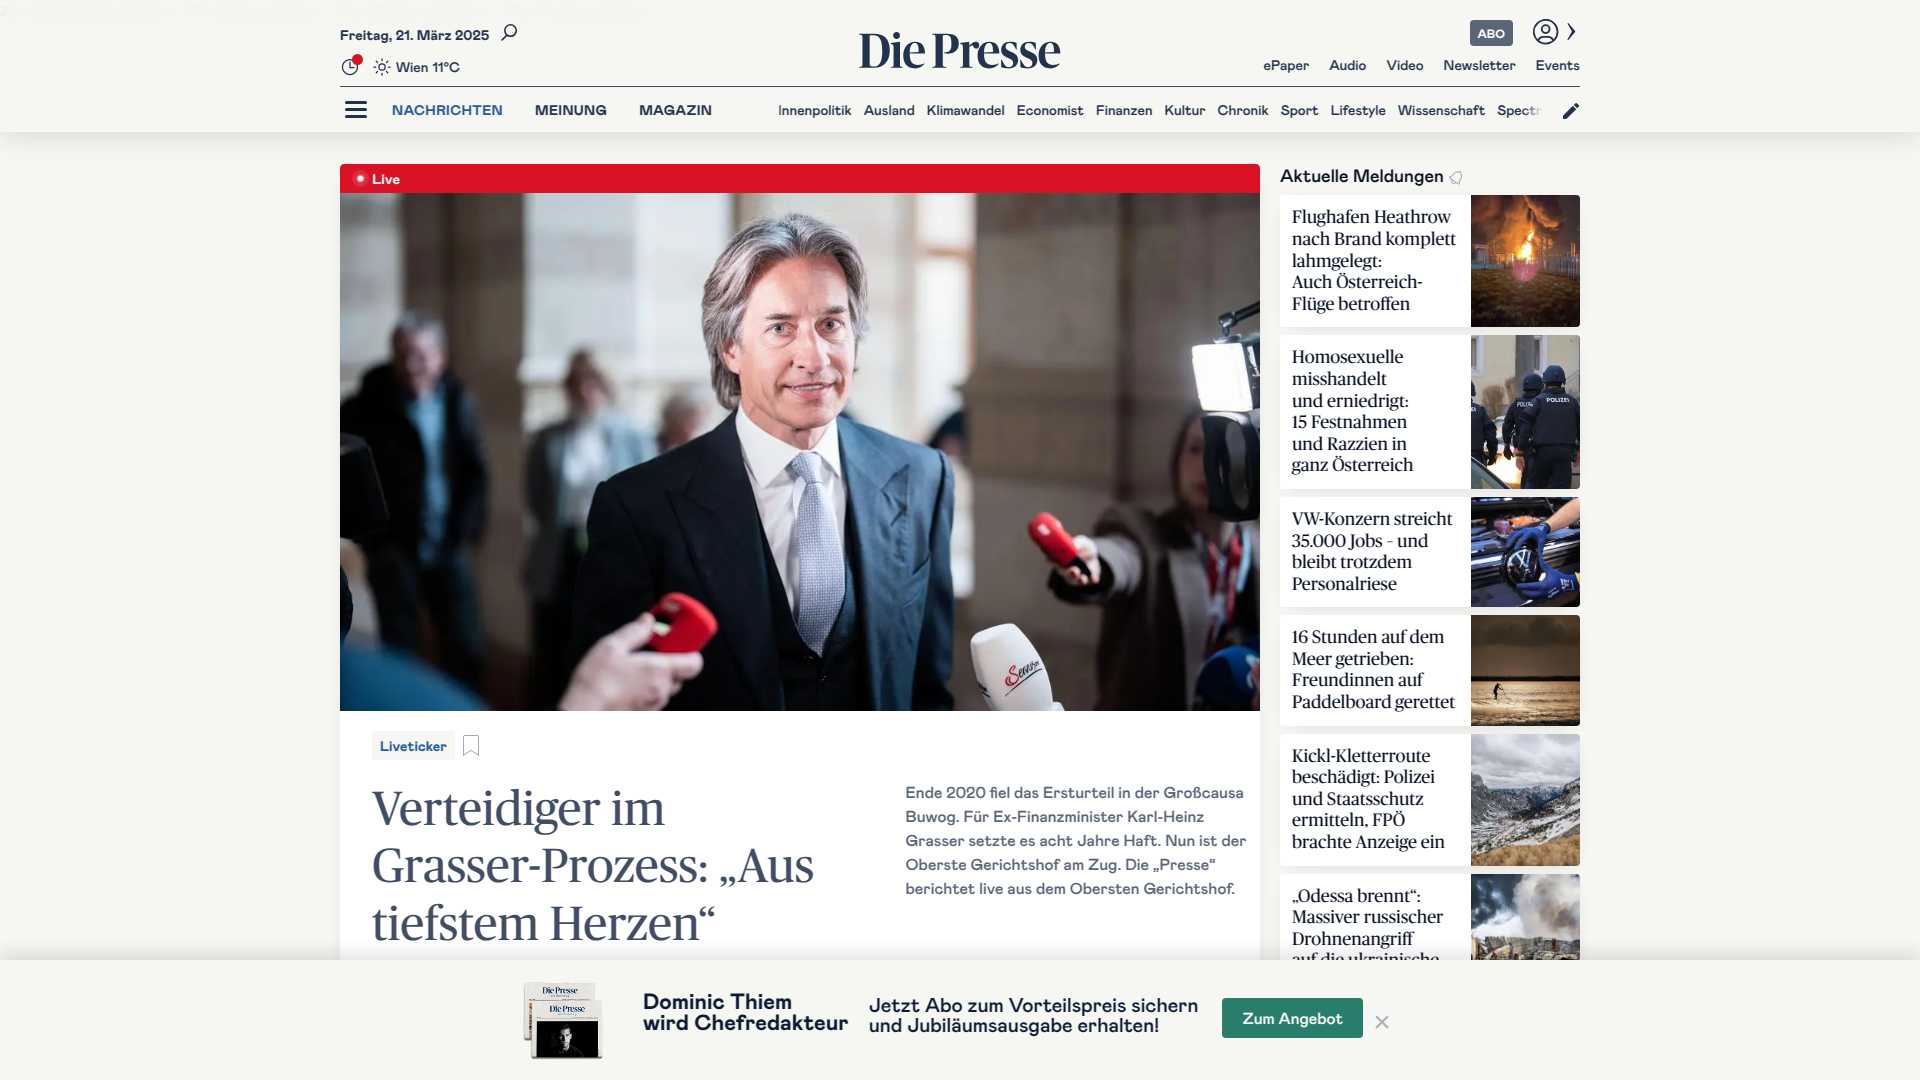 Freitag, 21. März 2025
Wien 11°C
Die Presse
ABO
ePaper Audio Video Newsletter Events
NACHRICHTEN MEINUNG MAGAZIN
Innenpolitik Ausland Klimawandel Economist Finanzen Kultur Chronik Sport Lifestyle Wissenschaft Spectr
Live
Servus
Liveticker
Verteidiger im
Grasser-Prozess: „Aus
tiefstem Herzen“
Ende 2020 fiel das Ersturteil in der Großcausa
Buwog. Für Ex-Finanzminister Karl-Heinz
Grasser setzte es acht Jahre Haft. Nun ist der
Oberste Gerichtshof am Zug. Die „Presse“
berichtet live aus dem Obersten Gerichtshof.
Aktuelle Meldungen
Flughafen Heathrow
nach Brand komplett
lahmgelegt:
Auch Österreich-
Flüge betroffen
Homosexuelle
misshandelt
und erniedrigt:
15 Festnahmen
und Razzien in
ganz Österreich
POLIZEI
VW-Konzern streicht
35.000 Jobs – und
bleibt trotzdem
Personalriese
16 Stunden auf dem
Meer getrieben:
Freundinnen auf
Paddelboard gerettet
Kickl-Kletterroute
beschädigt: Polizei
und Staatsschutz
ermitteln, FPÖ
brachte Anzeige ein
„Odessa brennt“:
Massiver russischer
Drohnenangriff
auf die ukrainische
Die Presse
Die Presse
Dominic Thiem
wird Chefredakteur
Jetzt Abo zum Vorteilspreis sichern
und Jubiläumsausgabe erhalten!
Zum Angebot